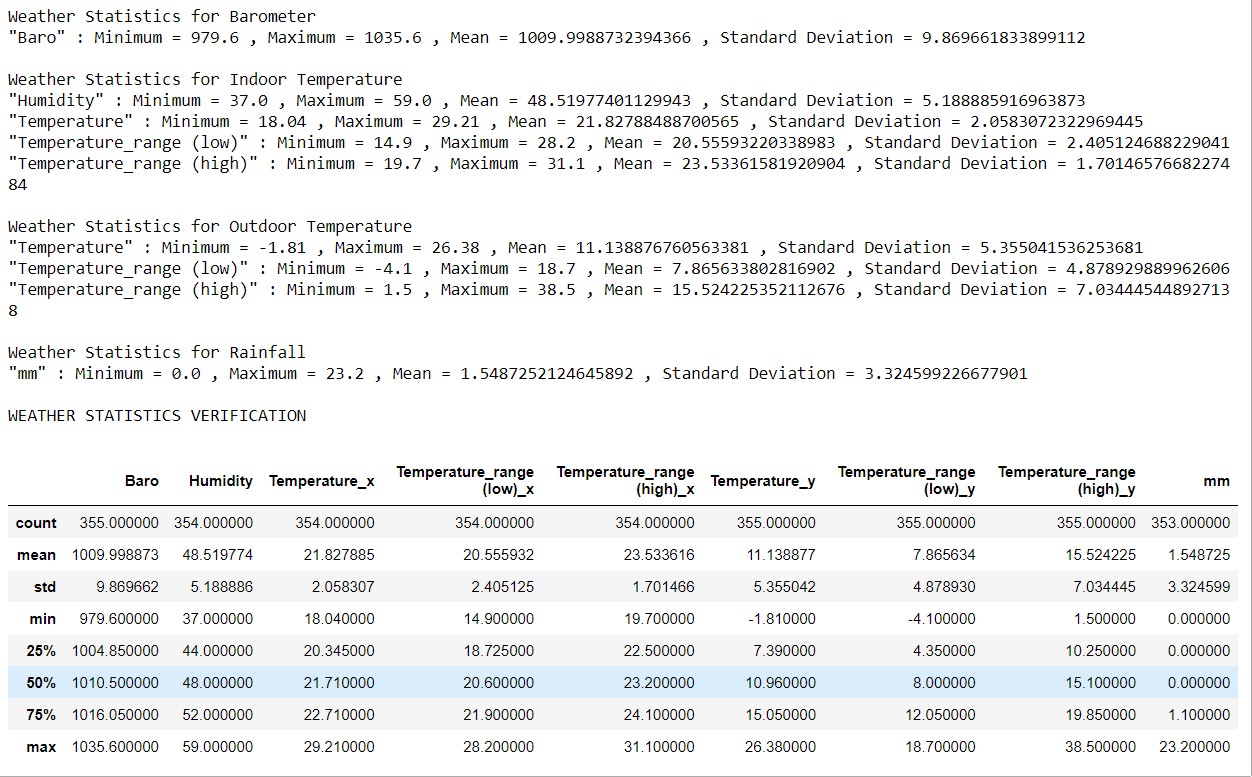 Weather Statistics for Barometer
"Baro" : Minimum = 979.6 , Maximum = 1035.6 , Mean = 1009.9988732394366 , Standard Deviation = 9.869661833899112
Weather Statistics for Indoor Temperature
"Humidity" : Minimum = 37.0 , Maximum = 59.0 , Mean = 48.51977401129943 , Standard Deviation = 5.188885916963873
"Temperature" : Minimum = 18.04 , Maximum = 29.21 , Mean = 21.82788488700565 , Standard Deviation = 2.0583072322969445
"Temperature_range (low)" : Minimum = 14.9 , Maximum = 28.2 , Mean = 20.55593220338983 , Standard Deviation = 2.405124688229041
"Temperature_range (high)" : Minimum = 19.7 , Maximum = 31.1 , Mean = 23.53361581920904 , Standard Deviation = 1.70146576682274
84
Weather Statistics for Outdoor Temperature
"Temperature" : Minimum = -1.81 , Maximum = 26.38 , Mean = 11.138876760563381 , Standard Deviation = 5.355041536253681
"Temperature_range (low)" : Minimum = -4.1 , Maximum = 18.7 , Mean = 7.865633802816902 , Standard Deviation = 4.878929889962606
"Temperature_range (high)" : Minimum = 1.5 , Maximum = 38.5 , Mean = 15.524225352112676 , Standard Deviation = 7.03444544892713
8
Weather Statistics for Rainfall
"mm" : Minimum = 0.0 , Maximum = 23.2 , Mean = 1.5487252124645892 , Standard Deviation = 3.324599226677901
WEATHER STATISTICS VERIFICATION
Baro Humidity Temperature_x Temperature_range (low)_x Temperature_range (high)_x Temperature_y Temperature_range (low)_y Temperature_range (high)_y mm
count 355.000000 354.000000 354.000000 354.000000 354.000000 355.000000 355.000000 355.000000 353.000000
mean 1009.998873 48.519774 21.827885 20.555932 23.533616 11.138877 7.865634 15.524225 1.548725
std 9.869662 5.188886 2.058307 2.405125 1.701466 5.355042 4.878930 7.034445 3.324599
min 979.600000 37.000000 18.040000 14.900000 19.700000 -1.810000 -4.100000 1.500000 0.000000
25% 1004.850000 44.000000 20.345000 18.725000 22.500000 7.390000 4.350000 10.250000 0.000000
50% 1010.500000 48.000000 21.710000 20.600000 23.200000 10.960000 8.000000 15.100000 0.000000
75% 1016.050000 52.000000 22.710000 21.900000 24.100000 15.050000 12.050000 19.850000 1.100000
max 1035.600000 59.000000 29.210000 28.200000 31.100000 26.380000 18.700000 38.500000 23.200000